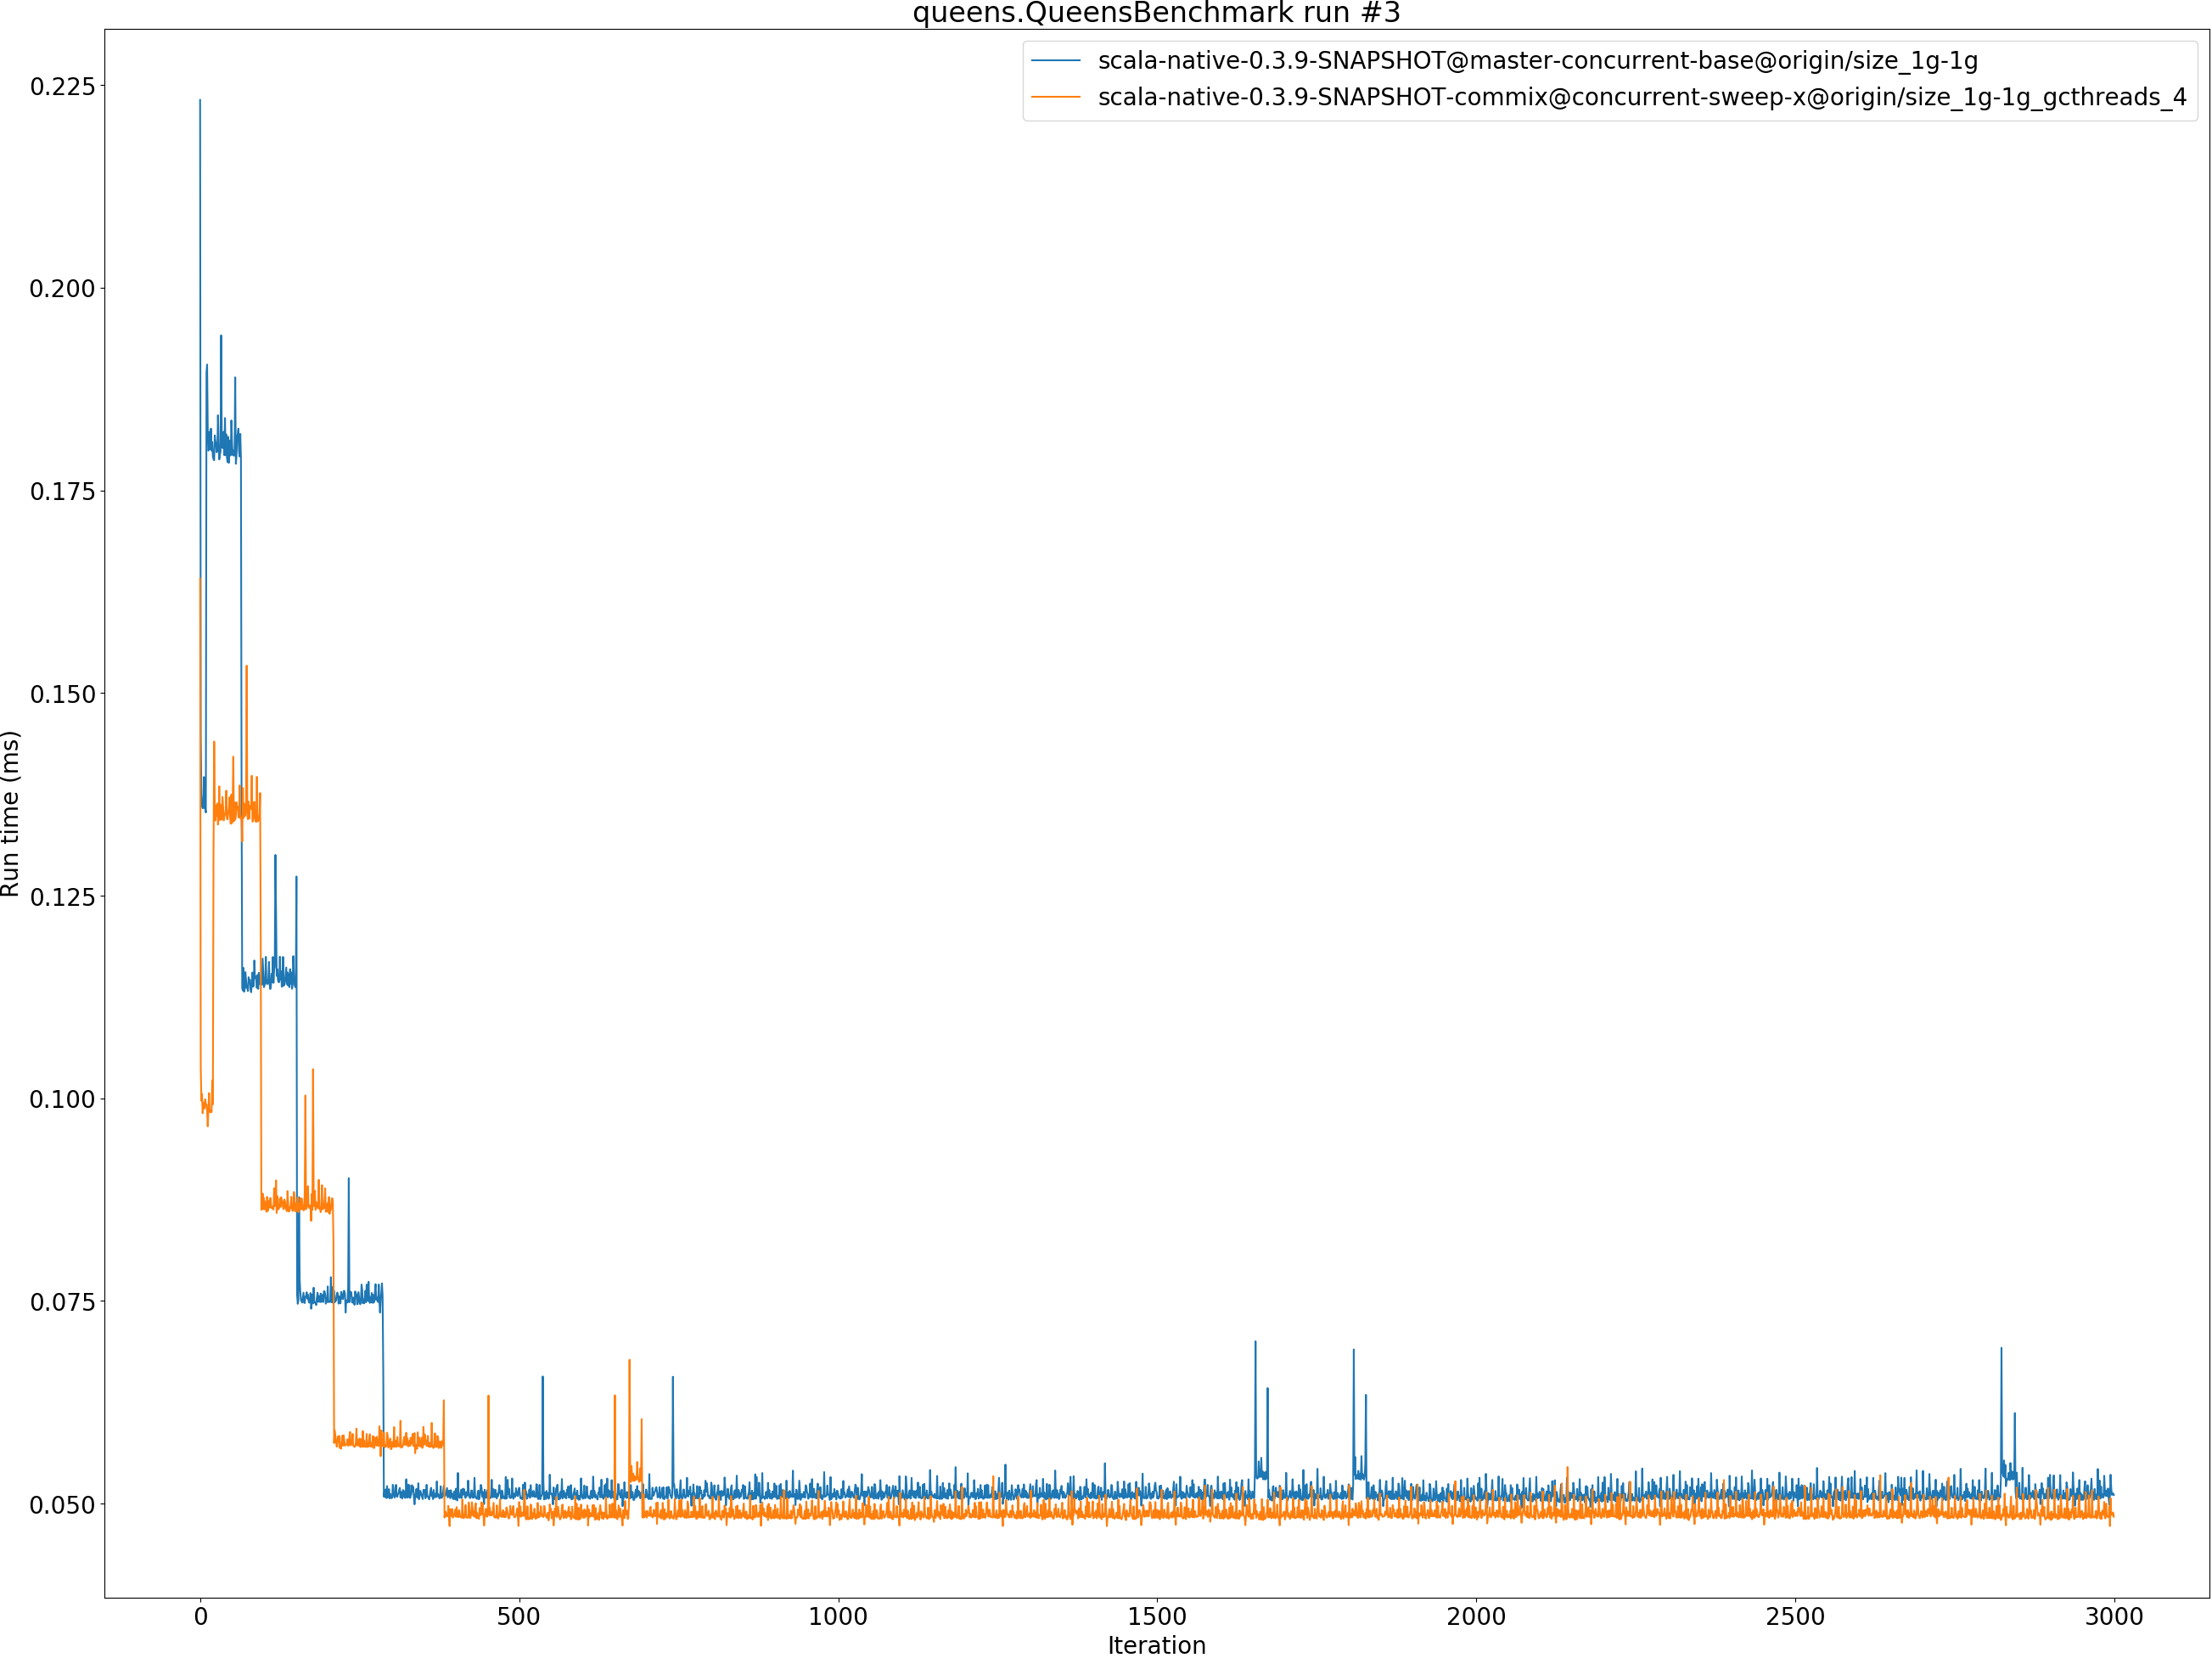 queens.QueensBenchmark run #3
scala-native-0.3.9-SNAPSHOT@master-concurrent-base@origin/size_1g-1g
scala-native-0.3.9-SNAPSHOT-commix@concurrent-sweep-x@origin/size_1g-1g_gcthreads_4
0.225
0.200
0.175
0.150
0.125
0.100
0.075
0.050
Run time (ms)
0 500 1000 1500 2000 2500 3000
Iteration